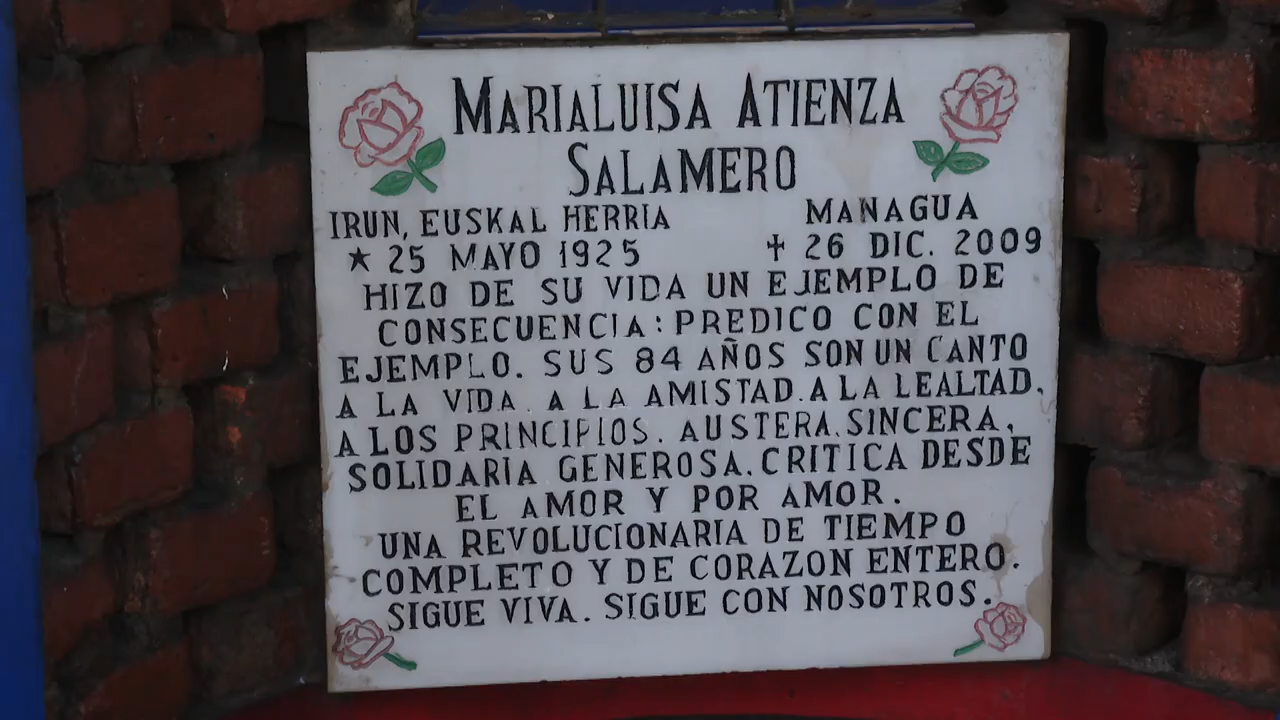 MARIALUISA ATIENZA
SALAMERO
IRUN, EUSKAL HERRIA MANAGUA
★ 25 MAYO 1925 ✝ 26 DIC. 2009
HIZO DE SU VIDA UN EJEMPLO DE
CONSECUENCIA: PREDICO CON EL
EJEMPLO. SUS 84 AÑOS SON UN CANTO
A LA VIDA. A LA AMISTAD. A LA LEALTAD,
A LOS PRINCIPIOS. AUSTERA. SINCERA,
SOLIDARIA GENEROSA. CRITICA DESDE
EL AMOR Y POR AMOR.
UNA REVOLUCIONARIA DE TIEMPO
COMPLETO Y DE CORAZON ENTERO.
SIGUE VIVA. SIGUE CON NOSOTROS.